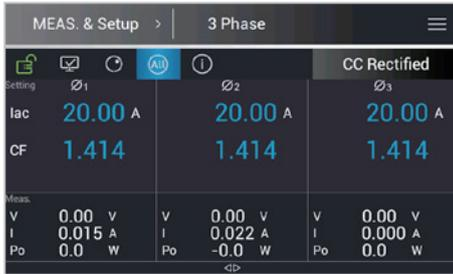 MEAS. & Setup > 3 Phase
All i CC Rectified
Setting Ø1 Ø2 Ø3
Iac 20.00 A 20.00 A 20.00 A
CF 1.414 1.414 1.414
Meas.
V 0.00 V V 0.00 V V 0.00 V
I 0.015 A I 0.022 A I 0.000 A
Po 0.0 W Po -0.0 W Po 0.0 W